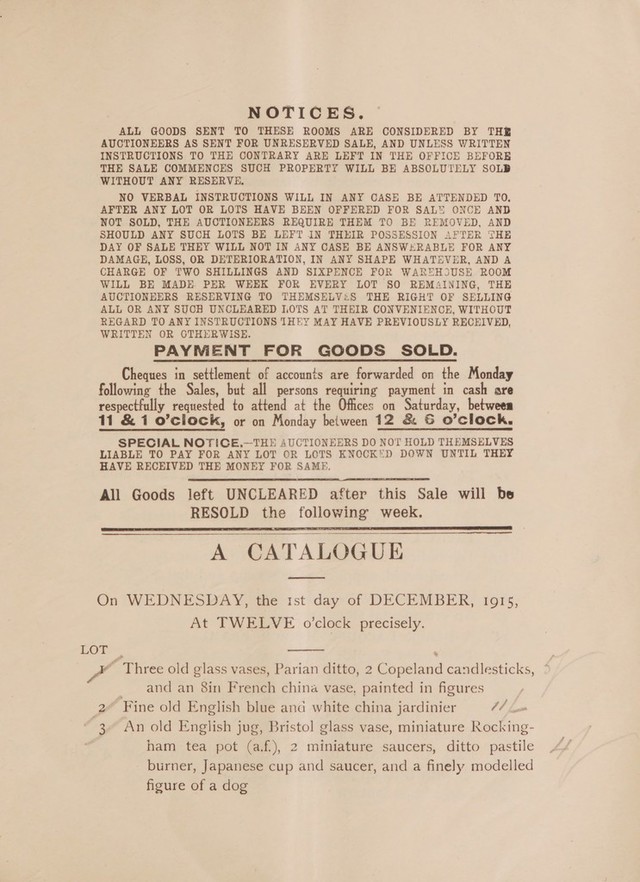 NOTICES.
ALL GOODS SENT TO THESE ROOMS ARE CONSIDERED BY THE
AUCTIONEERS AS SENT FOR UNRESERVED SALE, AND UNLESS WRITTEN
INSTRUCTIONS TO THE CONTRARY ARE LEFT IN THE OFFICE BEFORE
THE SALE COMMENCES SUCH PROPERTY WILL BE ABSOLUTELY SOLD
WITHOUT ANY RESERVE.
NO VERBAL INSTRUCTIONS WILL IN ANY CASE BE ATTENDED TO.
AFTER ANY LOT OR LOTS HAVE BEEN OFFERED FOR SALE ONCE AND
NOT SOLD, THE AUCTIONEERS REQUIRE THEM TO BE REMOVED, AND
SHOULD ANY SUCH LOTS BE LEFT IN THEIR POSSESSION AFTER THE
DAY OF SALE THEY WILL NOT IN ANY CASE BE ANSWERABLE FOR ANY
DAMAGE, LOSS, OR DETERIORATION, IN ANY SHAPE WHATEVER, AND A
CHARGE OF TWO SHILLINGS AND SIXPENCE FOR WAREHOUSE ROOM
WILL BE MADE PER WEEK FOR EVERY LOT SO REMAINING, THE
AUCTIONEERS RESERVING TO THEMSELVES THE RIGHT OF SELLING
ALL OR ANY SUCH UNCLEARED LOTS AT THEIR CONVENIENCE, WITHOUT
REGARD TO ANY INSTRUCTIONS THEY MAY HAVE PREVIOUSLY RECEIVED,
WRITTEN OR OTHERWISE.
PAYMENT FOR GOODS SOLD.
Cheques in settlement of accounts are forwarded on the Monday
following the Sales, but all persons requiring payment in cash are
respectfully requested to attend at the Offices on Saturday, between
11 & 1 o'clock, or on Monday between 12 & 6 o'clock.
SPECIAL NOTICE.—THE AUCTIONEERS DO NOT HOLD THEMSELVES
LIABLE TO PAY FOR ANY LOT OR LOTS KNOCKED DOWN UNTIL THEY
HAVE RECEIVED THE MONEY FOR SAME.
All Goods left UNCLEARED after this Sale will be
RESOLD the following week.
A CATALOGUE
On WEDNESDAY, the 1st day of DECEMBER, 1915,
At TWELVE o'clock precisely.
LOT
1 Three old glass vases, Parian ditto, 2 Copeland candlesticks, 5/
and an 8in French china vase, painted in figures
2 Fine old English blue and white china jardinier 11/
3 An old English jug, Bristol glass vase, miniature Rocking-
ham tea pot (a.f.), 2 miniature saucers, ditto pastile 4/
burner, Japanese cup and saucer, and a finely modelled
figure of a dog